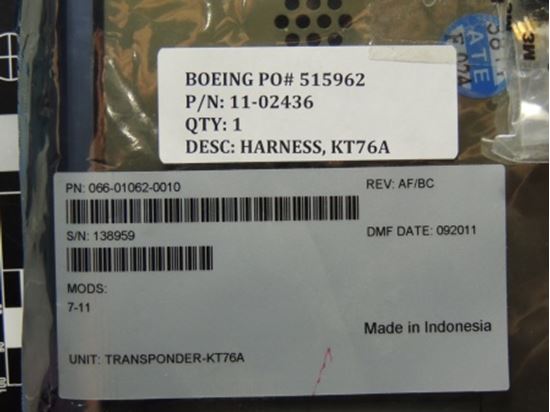 BOEING PO# 515962
P/N: 11-02436
QTY: 1
DESC: HARNESS, KT76A
PN: 066-01062-0010
REV: AF/BC
S/N: 138959
DMF DATE: 092011
MODS:
7-11
Made in Indonesia
UNIT: TRANSPONDER-KT76A
100